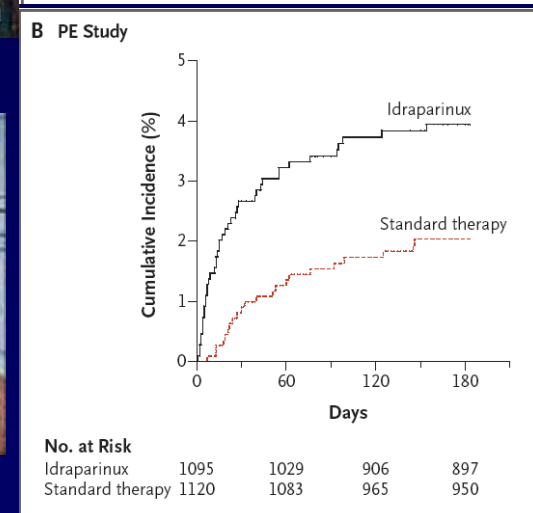 B PE Study
5
4
3
2
1
0
Cumulative Incidence (%)
Idraparinux
Standard therapy
0 60 120 180
Days
No. at Risk
Idraparinux 1095 1029 906 897
Standard therapy 1120 1083 965 950